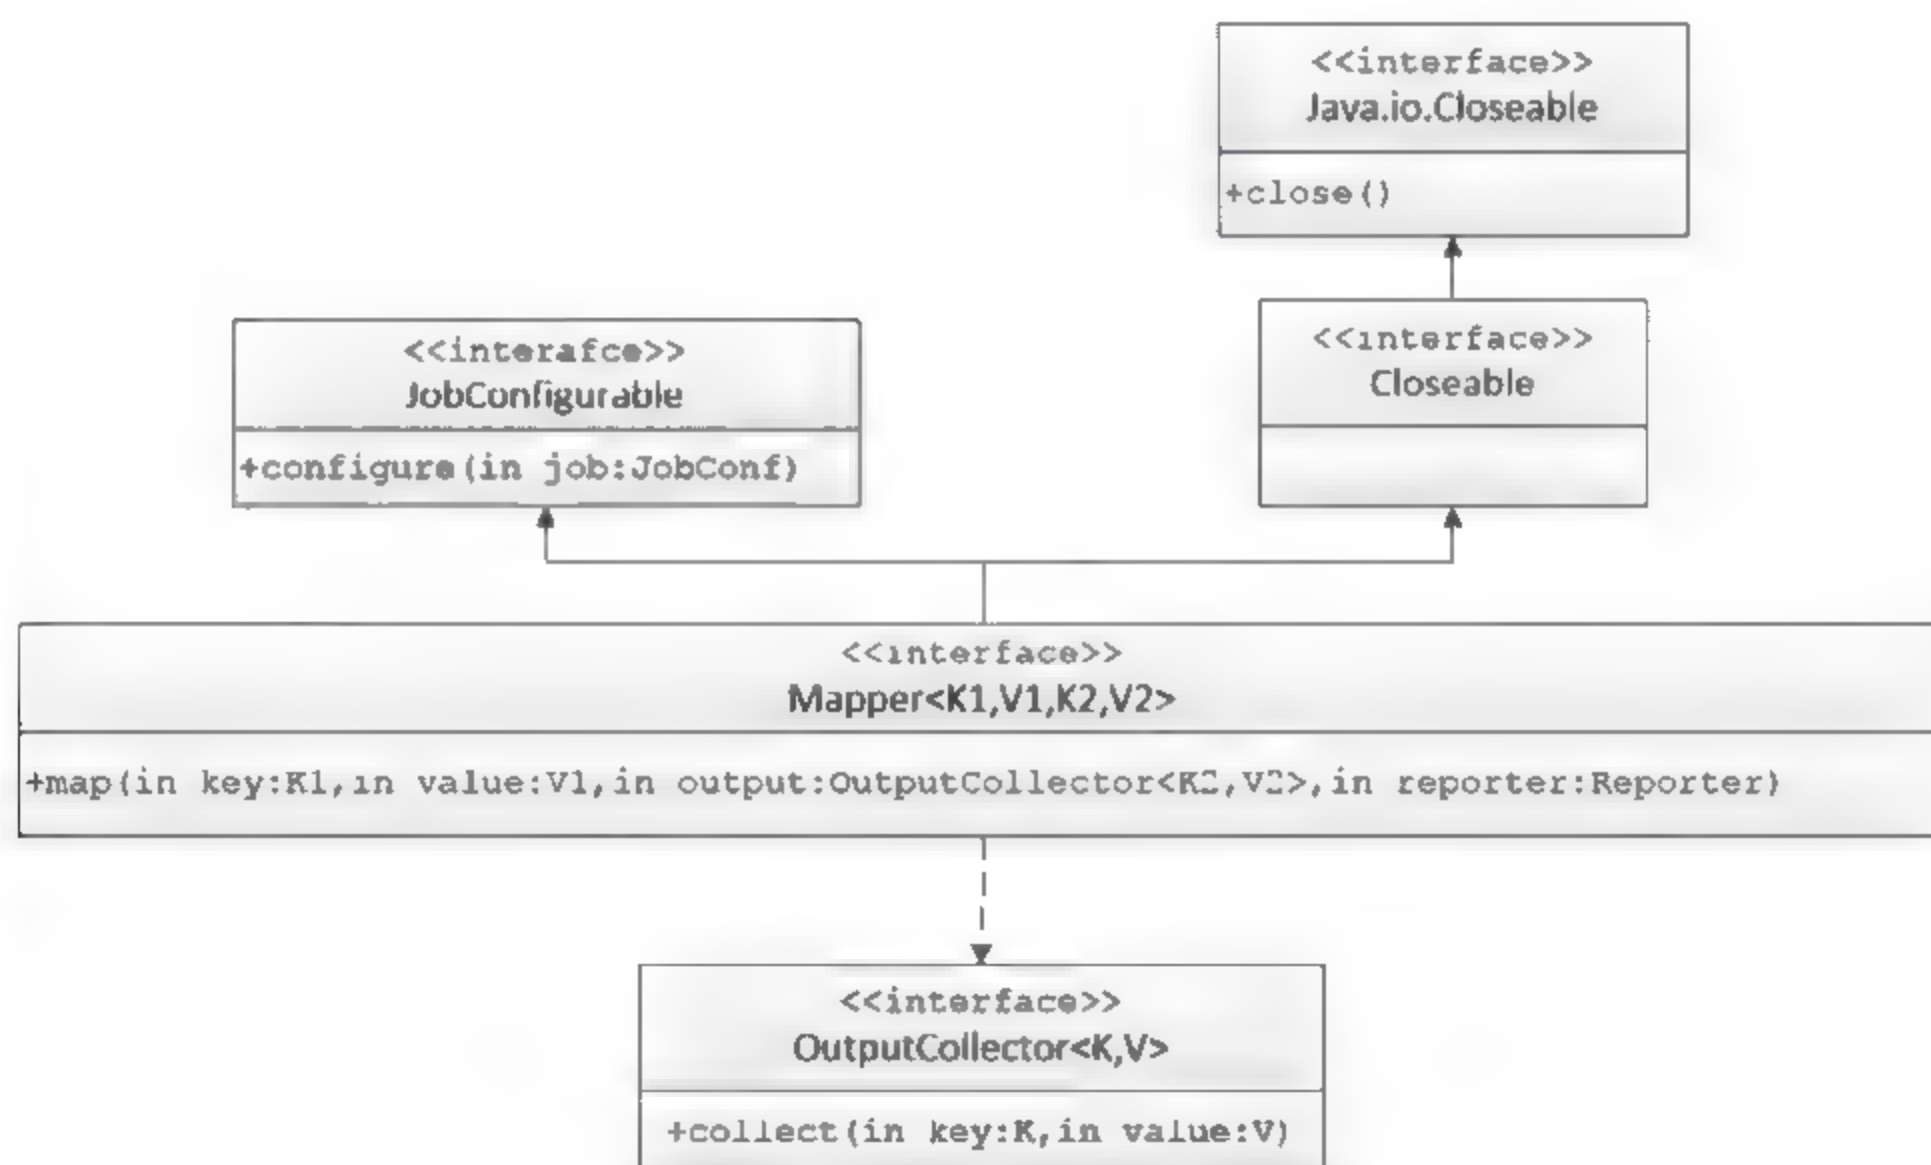 <<interface>>
Java.io.Closeable
+close()
<<interafce>>
JobConfigurable
+configure(in job:JobConf)
<<interface>>
Closeable
<<interface>>
Mapper<K1,V1,K2,V2>
+map(in key:K1,in value:V1,in output:OutputCollector<K2,V2>,in reporter:Reporter)
<<interface>>
OutputCollector<K,V>
+collect(in key:K,in value:V)